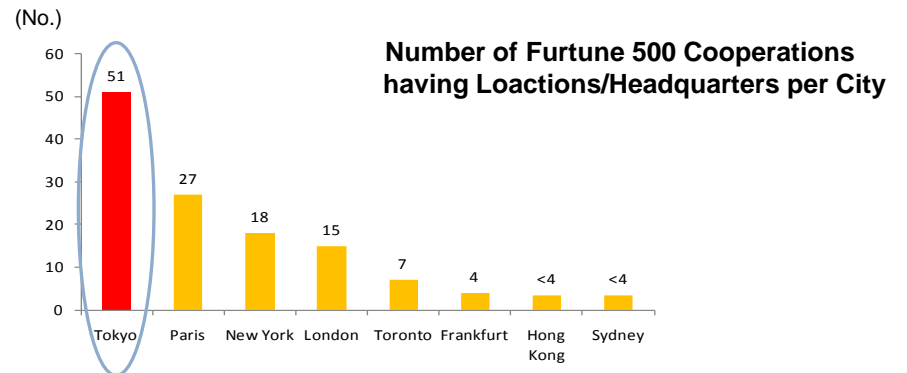 (No.)
Number of Furtune 500 Cooperations
having Loactions/Headquarters per City
60
50
40
30
20
10
0
51
27
18
15
7
4
<4
<4
Tokyo
Paris
New York
London
Toronto
Frankfurt
Hong
Kong
Sydney